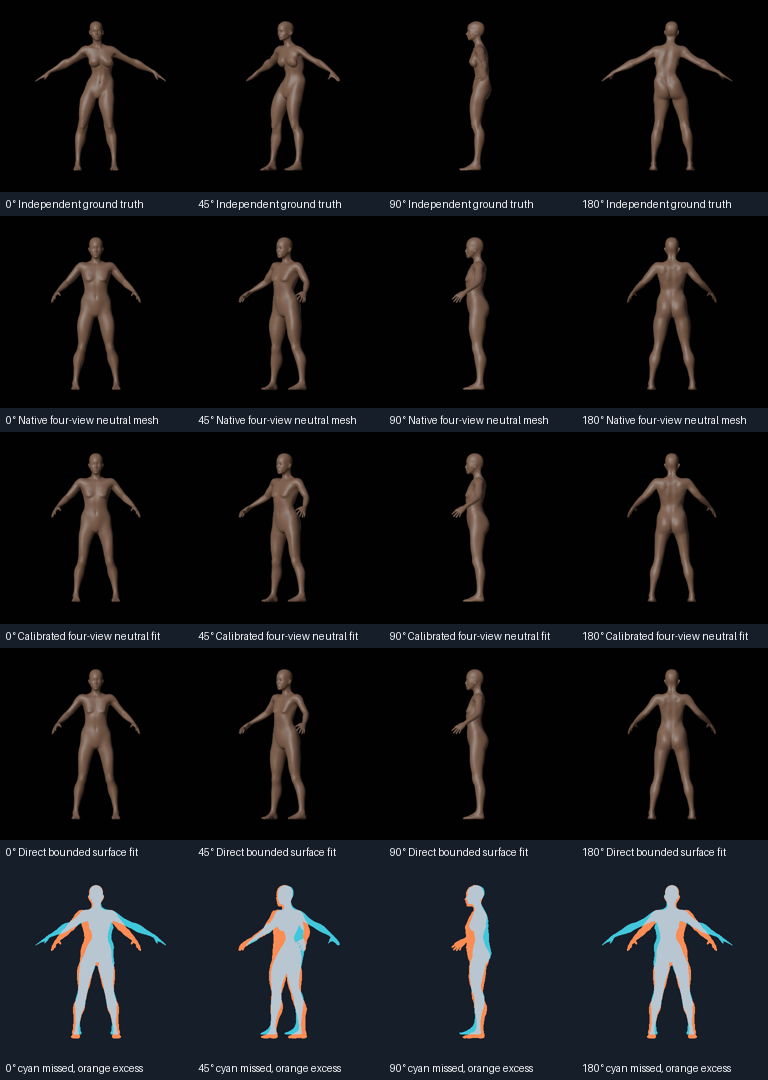 0° Independent ground truth
45° Independent ground truth
90° Independent ground truth
180° Independent ground truth
0° Native four-view neutral mesh
45° Native four-view neutral mesh
90° Native four-view neutral mesh
180° Native four-view neutral mesh
0° Calibrated four-view neutral fit
45° Calibrated four-view neutral fit
90° Calibrated four-view neutral fit
180° Calibrated four-view neutral fit
0° Direct bounded surface fit
45° Direct bounded surface fit
90° Direct bounded surface fit
180° Direct bounded surface fit
0° cyan missed, orange excess
45° cyan missed, orange excess
90° cyan missed, orange excess
180° cyan missed, orange excess